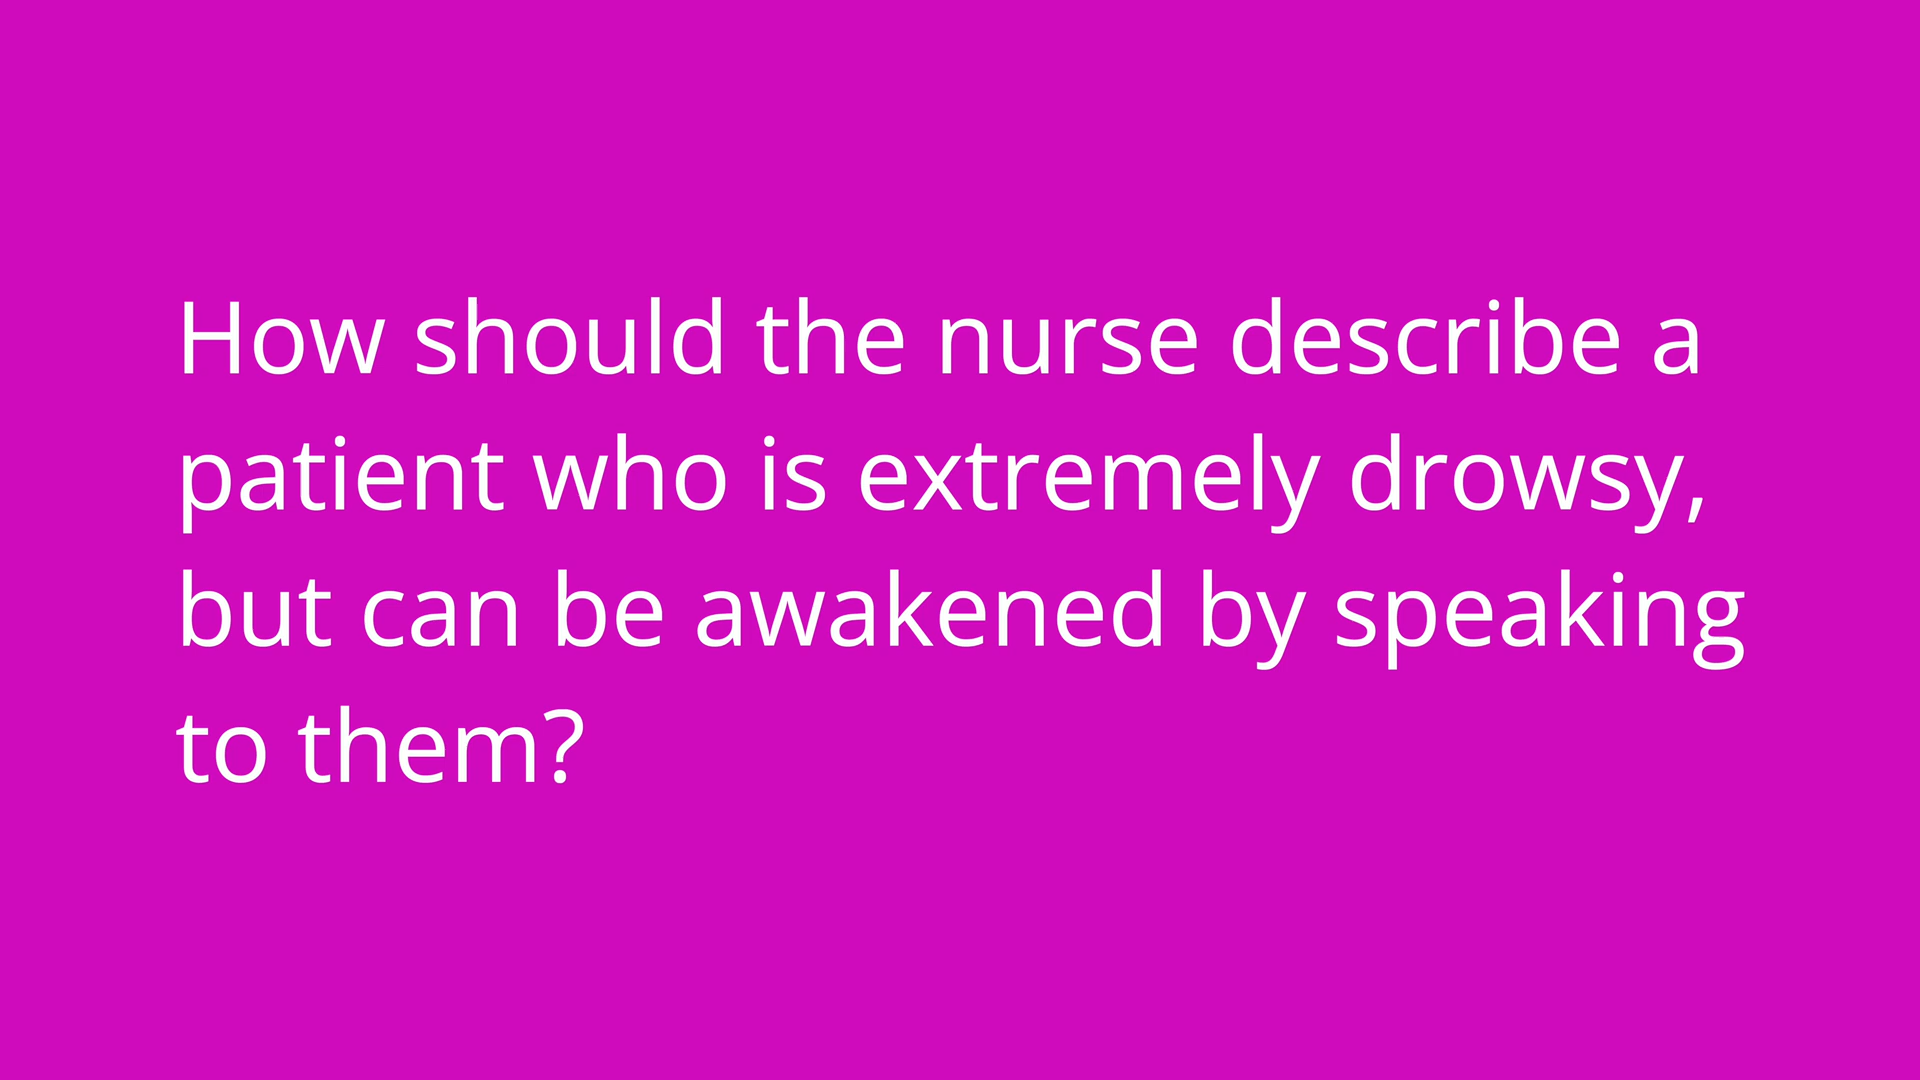 How should the nurse describe a
patient who is extremely drowsy,
but can be awakened by speaking
to them?